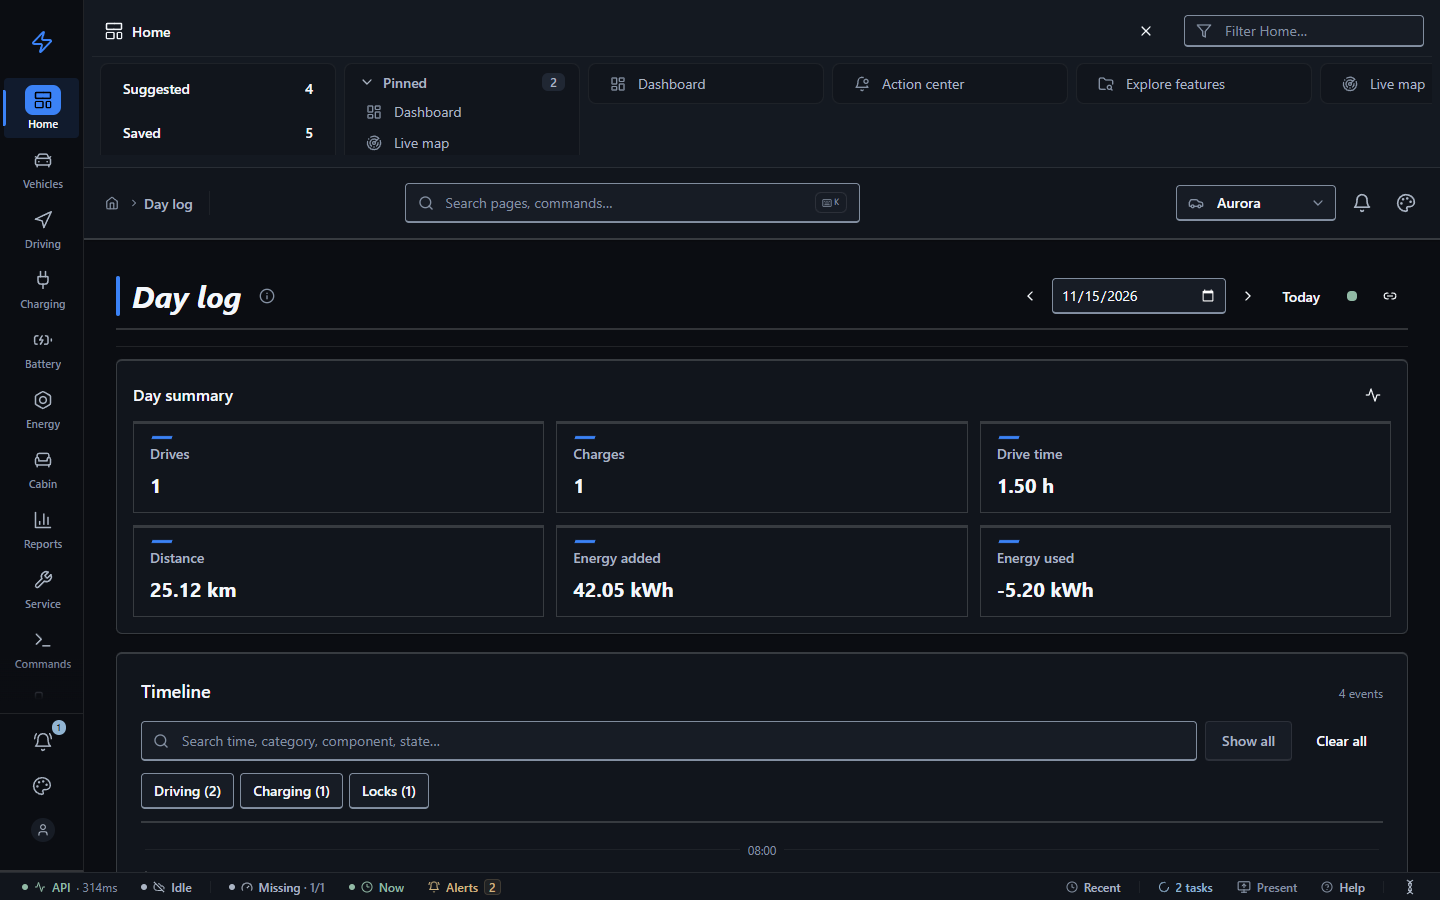 Home
Vehicles
Driving
Charging
Battery
Energy
Cabin
Reports
Service
Commands
1
Home
Filter Home...
Suggested 4
Saved 5
Pinned 2
Dashboard
Live map
Dashboard
Action center
Explore features
Live map
Day log
Search pages, commands...
K
Aurora
Day log
11/15/2026
Today
Day summary
Drives
1
Charges
1
Drive time
1.50 h
Distance
25.12 km
Energy added
42.05 kWh
Energy used
-5.20 kWh
Timeline
4 events
Search time, category, component, state...
Show all
Clear all
Driving (2)
Charging (1)
Locks (1)
08:00
API · 314ms
Idle
Missing · 1/1
Now
Alerts 2
Recent
2 tasks
Present
Help